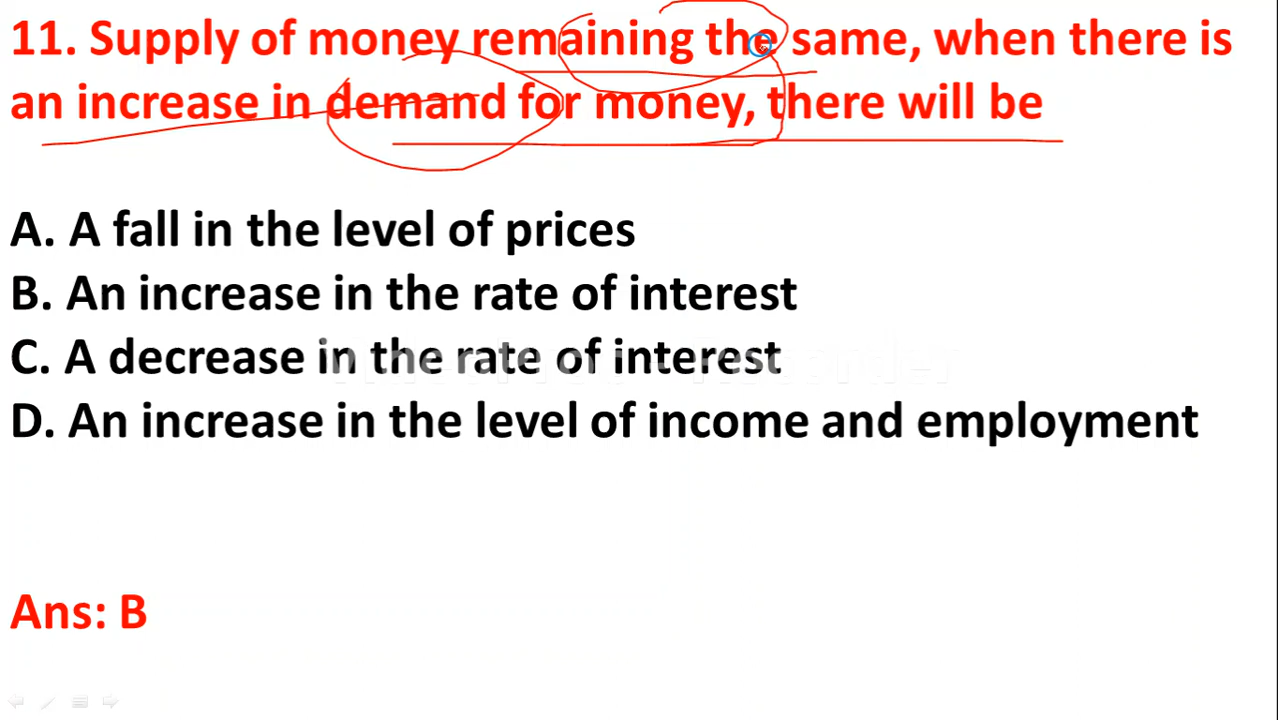 11. Supply of money remaining the same, when there is
an increase in demand for money, there will be
A. A fall in the level of prices
B. An increase in the rate of interest
C. A decrease in the rate of interest
D. An increase in the level of income and employment
Ans: B